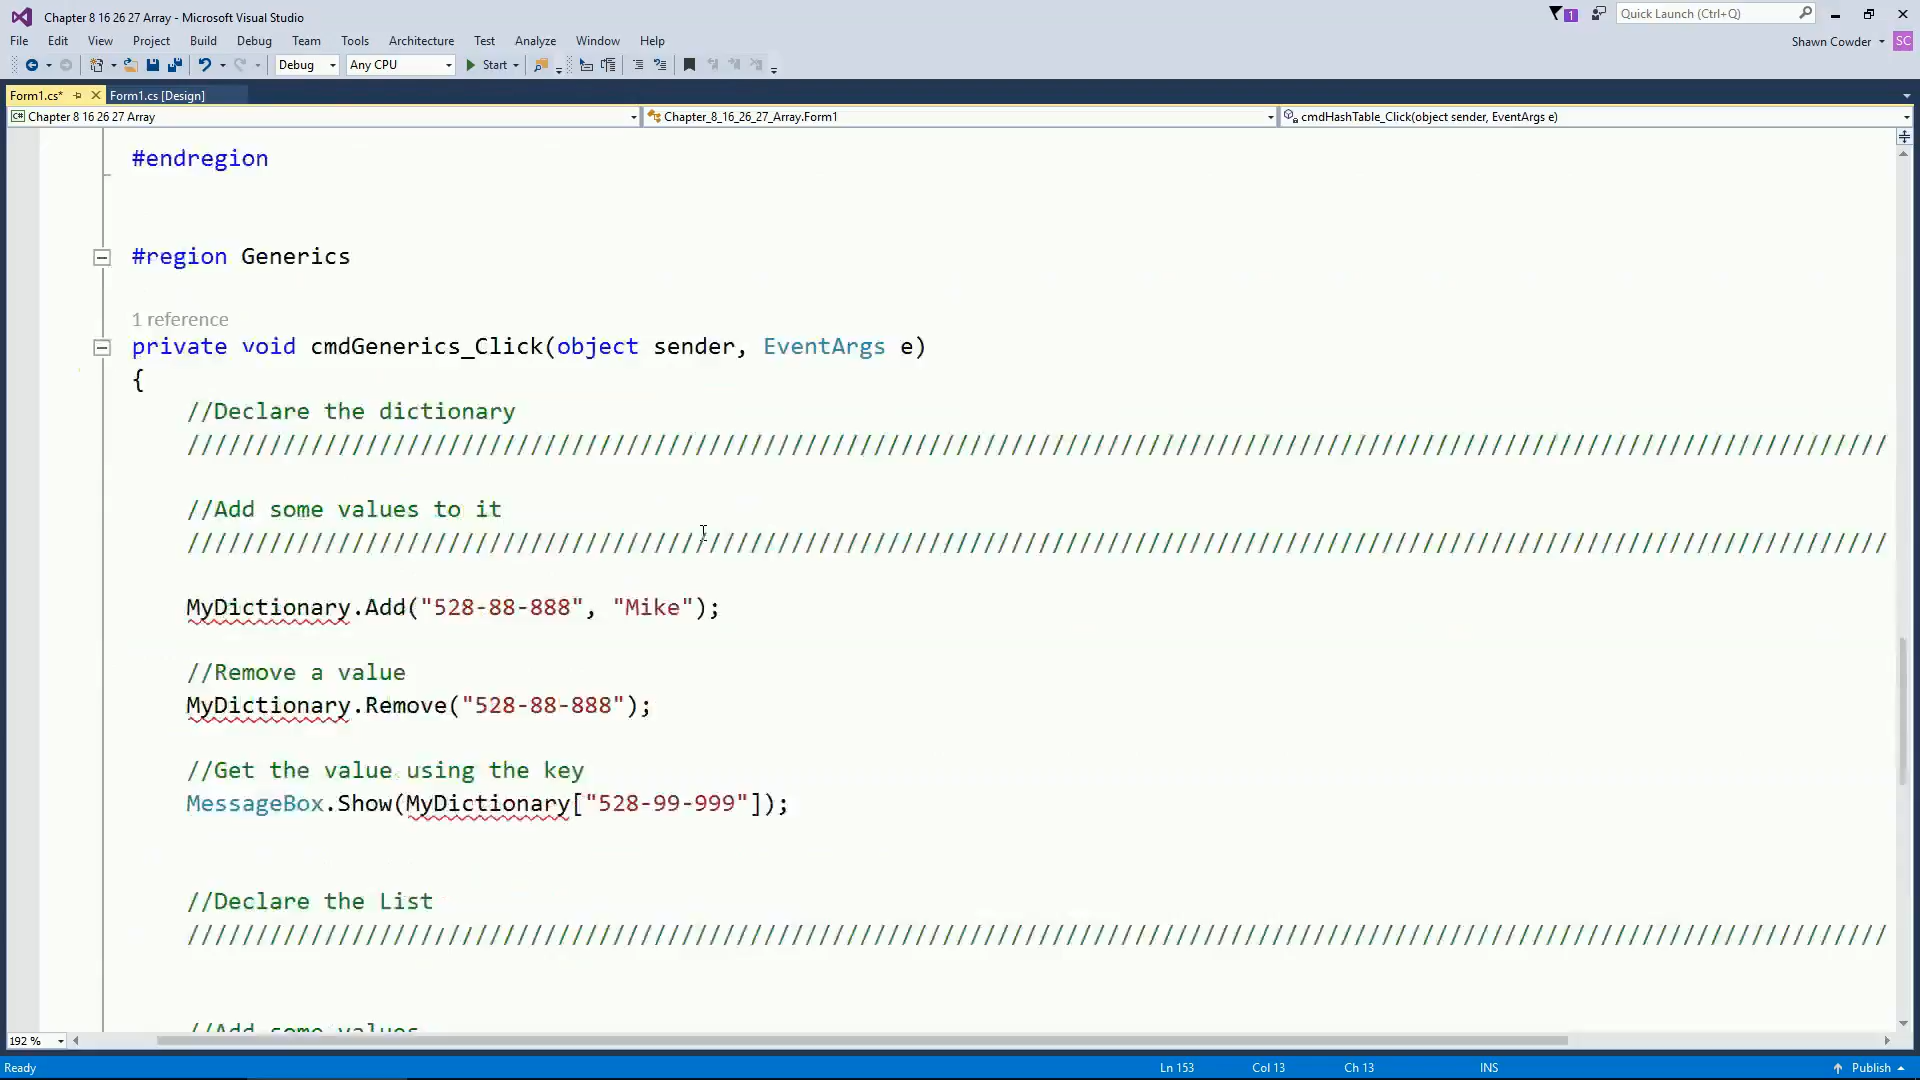 Chapter 8 16 26 27 Array - Microsoft Visual Studio
1
Quick Launch (Ctrl+Q)
File Edit View Project Build Debug Team Tools Architecture Test Analyze Window Help
Shawn Cowder
SC
Debug
Any CPU
Start
Form1.cs*
Form1.cs [Design]
C# Chapter 8 16 26 27 Array
Chapter_8_16_26_27_Array.Form1
cmdHashTable_Click(object sender, EventArgs e)
#endregion
#region Generics
1 reference
private void cmdGenerics_Click(object sender, EventArgs e)
{
//Declare the dictionary
////////////////////////////////////////////////////////////////////////////////////////////////////////////////////////////
//Add some values to it
////////////////////////////////////////////////////////////////////////////////////////////////////////////////////////////
MyDictionary.Add("528-88-888", "Mike");
//Remove a value
MyDictionary.Remove("528-88-888");
//Get the value using the key
MessageBox.Show(MyDictionary["528-99-999"]);
//Declare the List
////////////////////////////////////////////////////////////////////////////////////////////////////////////////////////////
//Add some values
192 %
Ready
Ln 153
Col 13
Ch 13
INS
Publish